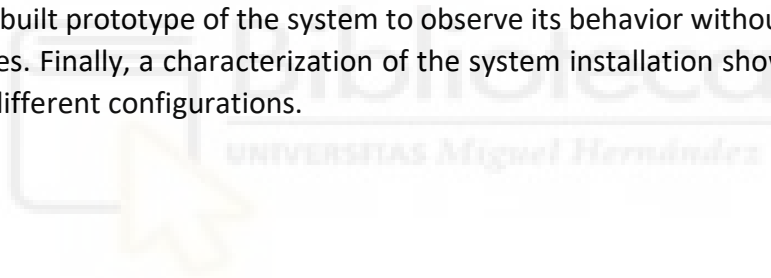 built prototype of the system to observe its behavior withou
es. Finally, a characterization of the system installation sho
different configurations.
Biblioteca
UNIVERSITAS Miguel Hernández